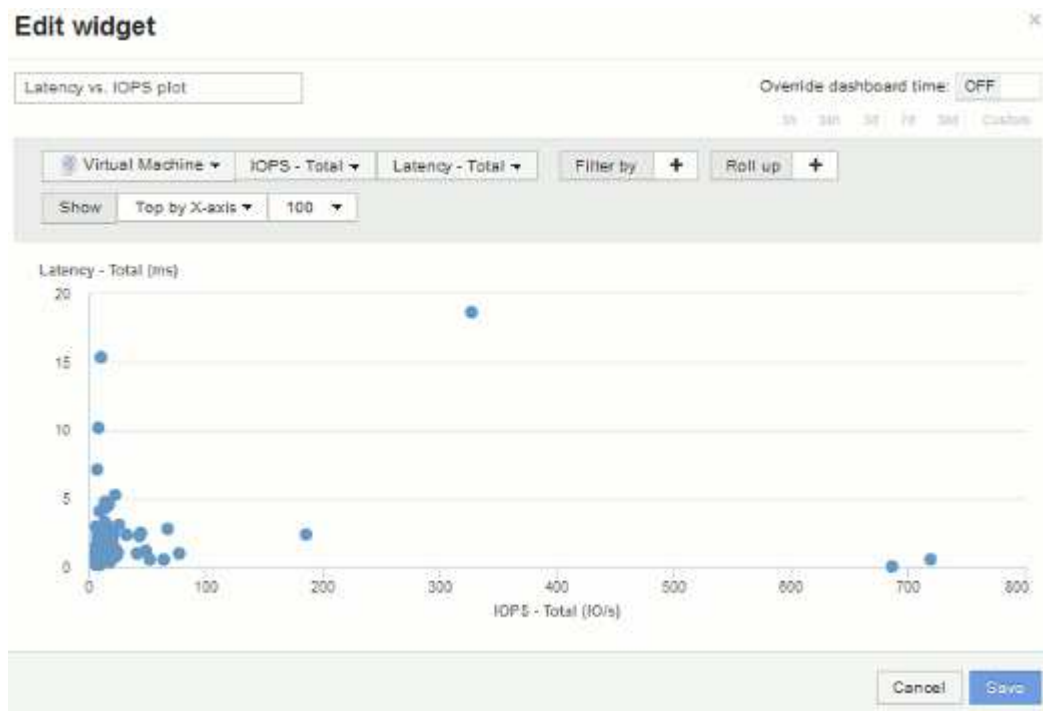 Edit widget
Latency vs. IOPS plot
Override dashboard time: OFF
Custom
Virtual Machine
IOPS - Total
Latency - Total
Filter by +
Roll up +
Show
Top by X-axis
100
Latency - Total (ms)
20
15
10
5
0
0 100 200 300 400 500 600 700 800
IOPS - Total (IO/s)
Cancel
Save